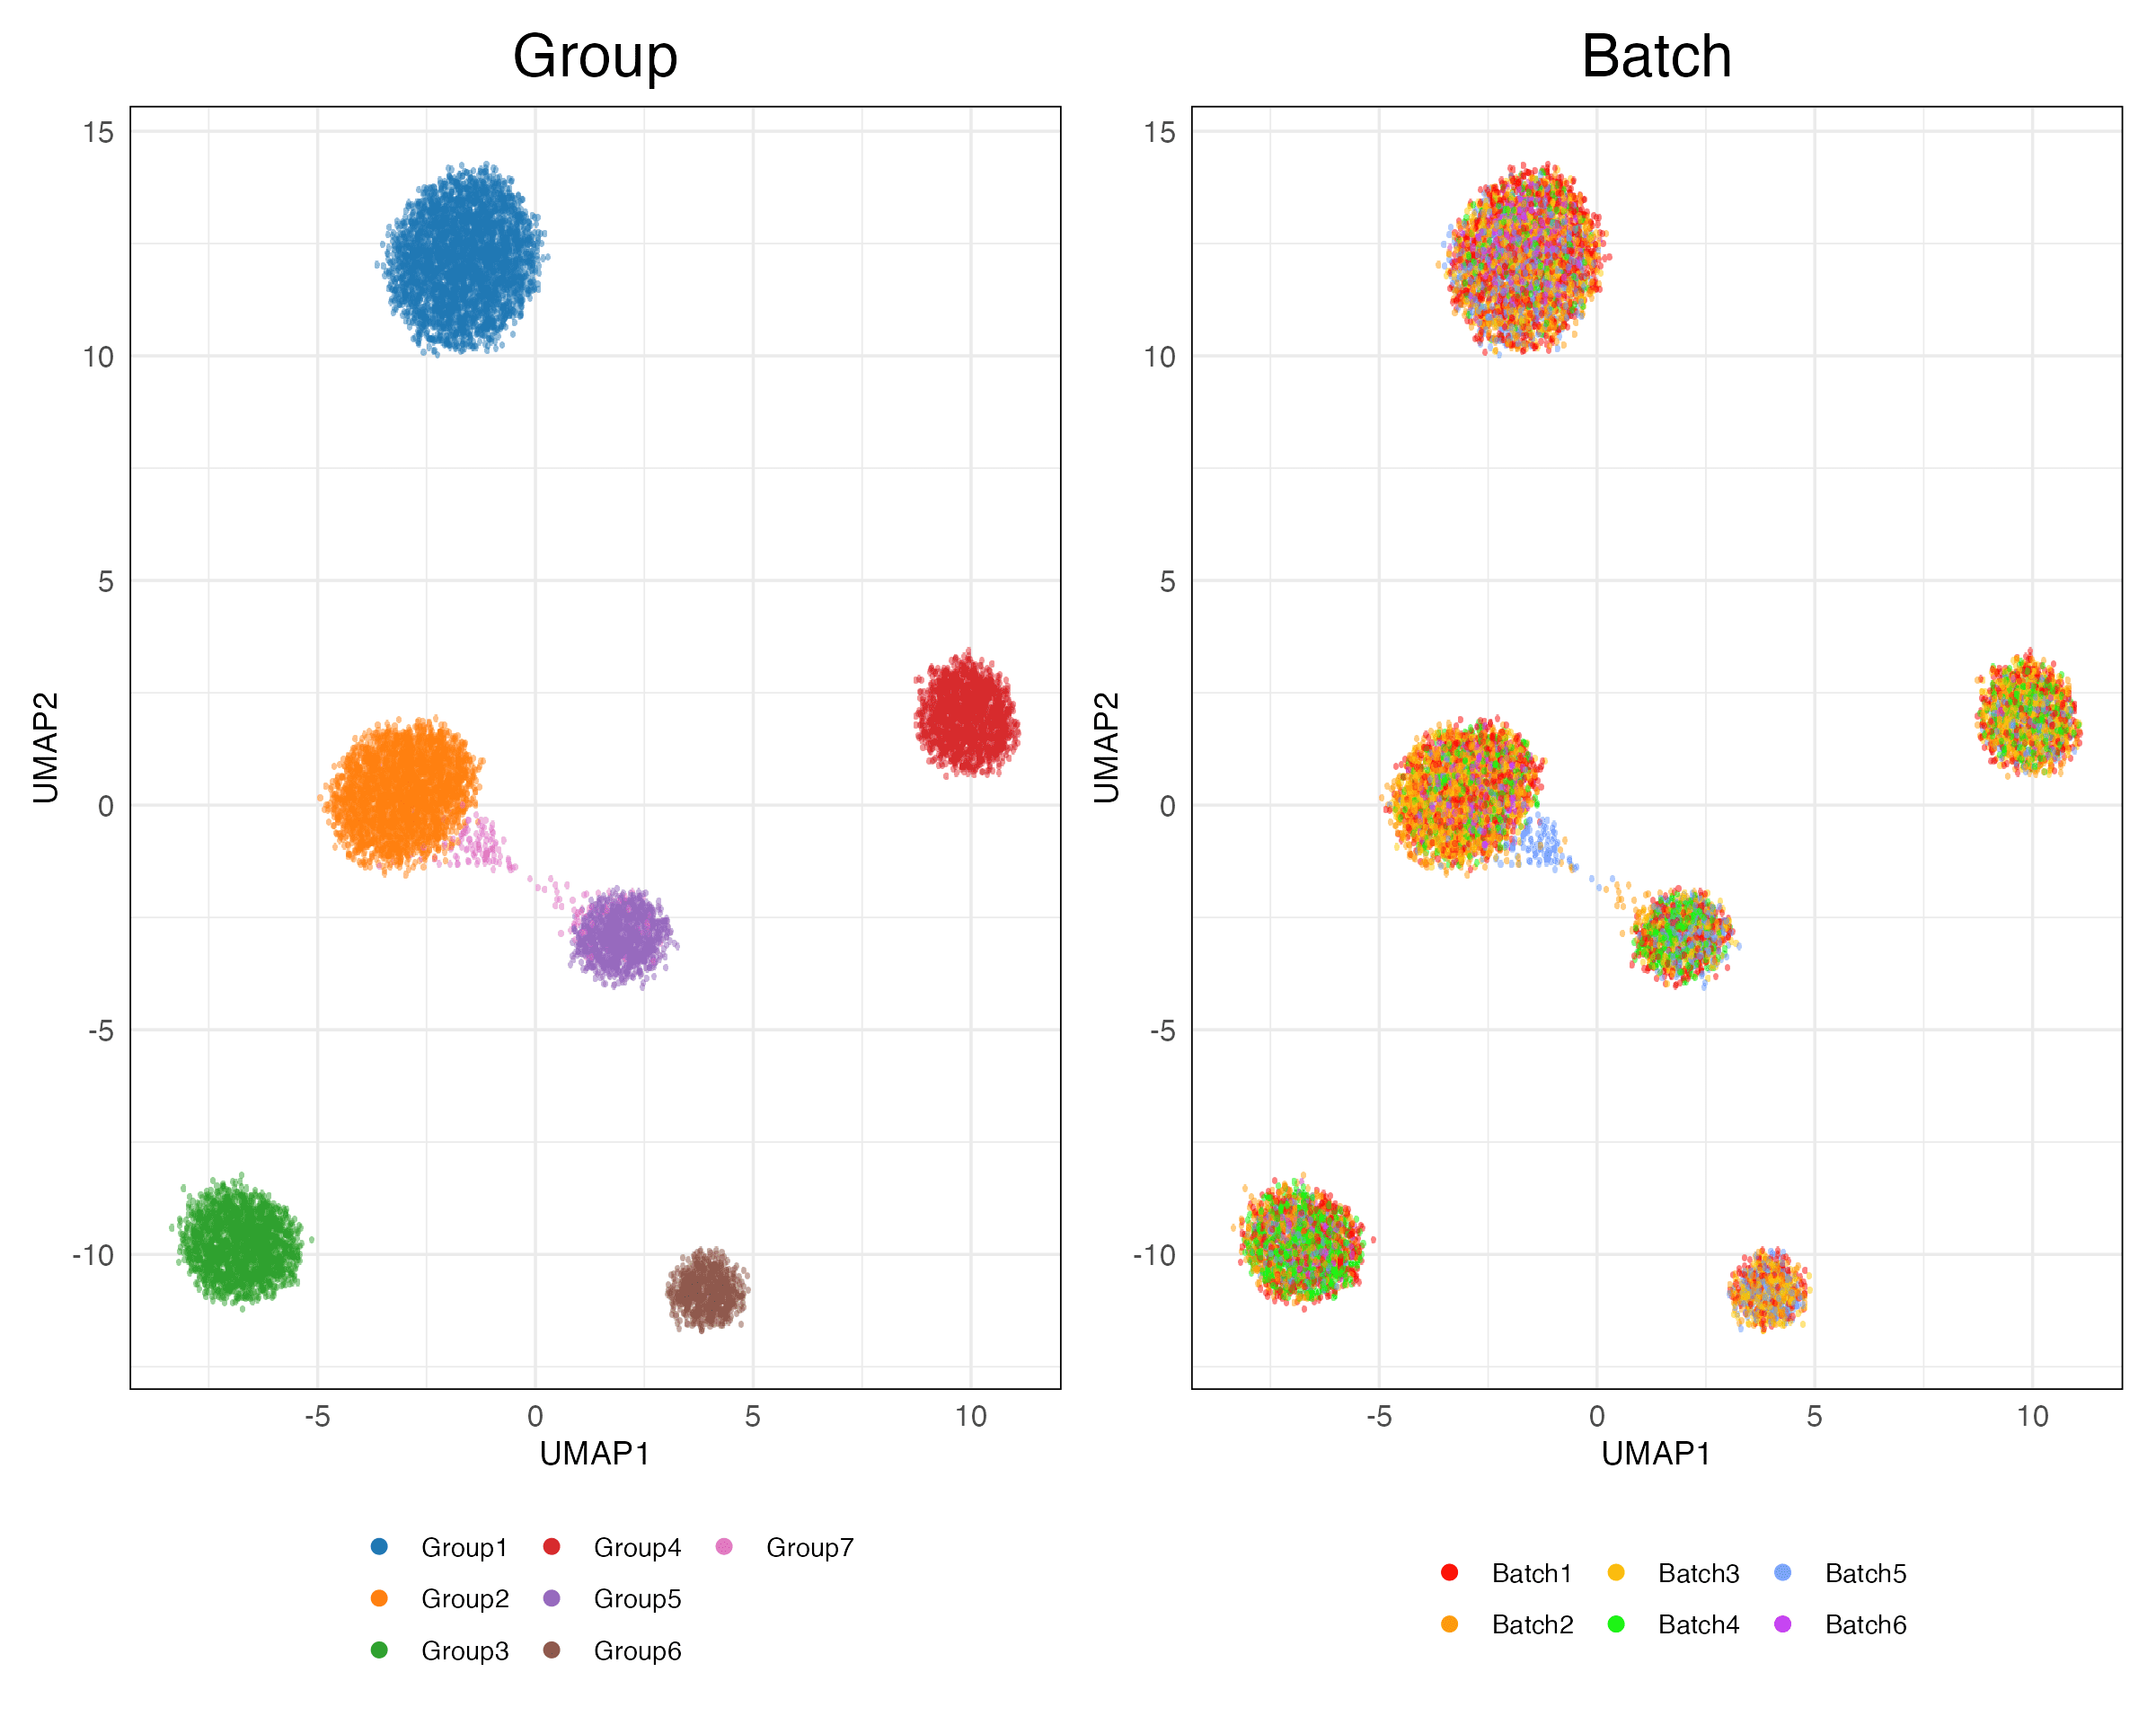 Group
Batch
15
10
5
0
-5
-10
UMAP2
-5 0 5 10
UMAP1
15
10
5
0
-5
-10
UMAP2
-5 0 5 10
UMAP1
Group1 Group4 Group7
Group2 Group5
Group3 Group6
Batch1 Batch3 Batch5
Batch2 Batch4 Batch6